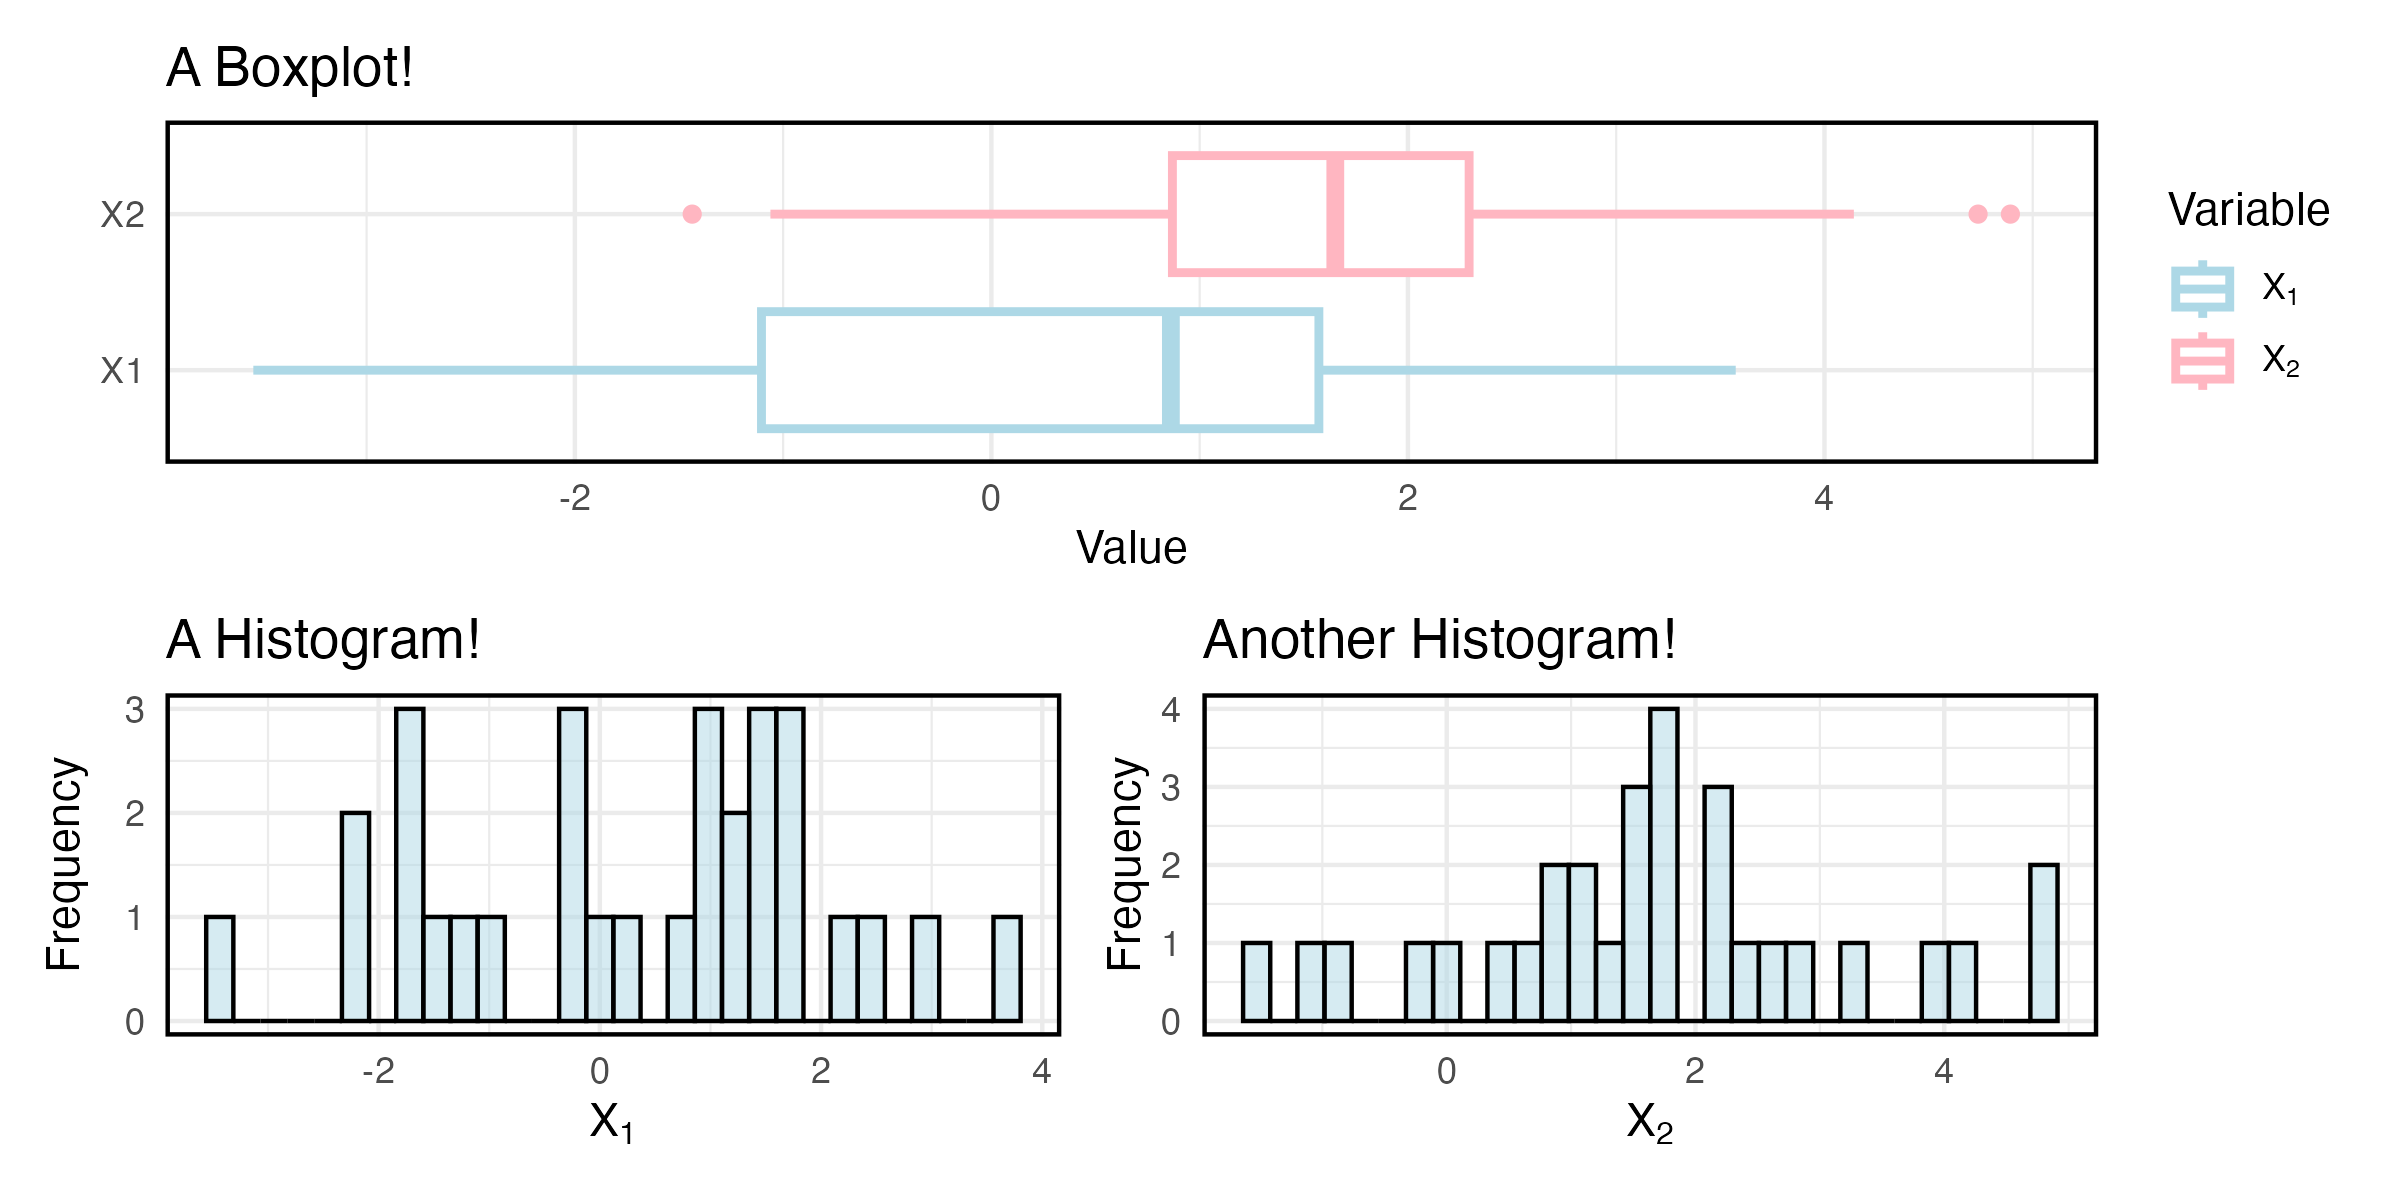 A Boxplot!
X2
X1
-2 0 2 4
Value
Variable
X₁
X₂
A Histogram!
3
2
1
0
Frequency
-2 0 2 4
X₁
Another Histogram!
4
3
2
1
0
Frequency
0 2 4
X₂